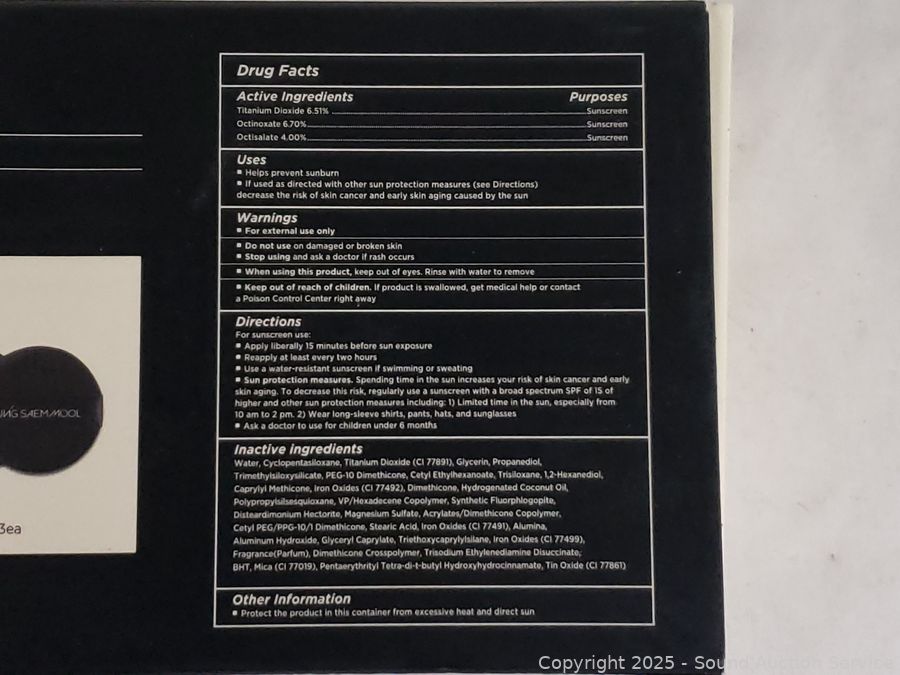 Drug Facts
Active Ingredients Purposes
Titanium Dioxide 6.51% Sunscreen
Octinoxate 6.70% Sunscreen
Octisalate 4.00% Sunscreen
Uses
▪ Helps prevent sunburn
▪ If used as directed with other sun protection measures (see Directions)
decrease the risk of skin cancer and early skin aging caused by the sun
Warnings
▪ For external use only
▪ Do not use on damaged or broken skin
▪ Stop using and ask a doctor if rash occurs
▪ When using this product, keep out of eyes. Rinse with water to remove
▪ Keep out of reach of children. If product is swallowed, get medical help or contact
a Poison Control Center right away
Directions
For sunscreen use:
▪ Apply liberally 15 minutes before sun exposure
▪ Reapply at least every two hours
▪ Use a water-resistant sunscreen if swimming or sweating
▪ Sun protection measures. Spending time in the sun increases your risk of skin cancer and early
skin aging. To decrease this risk, regularly use a sunscreen with a broad spectrum SPF of 15 of
higher and other sun protection measures including: 1) Limited time in the sun, especially from
10 am to 2 pm. 2) Wear long-sleeve shirts, pants, hats, and sunglasses
▪ Ask a doctor to use for children under 6 months
Inactive ingredients
Water, Cyclopentasiloxane, Titanium Dioxide (CI 77891), Glycerin, Propanediol,
Trimethylsiloxysilicate, PEG-10 Dimethicone, Cetyl Ethylhexanoate, Trisiloxane, 1,2-Hexanediol,
Caprylyl Methicone, Iron Oxides (CI 77492), Dimethicone, Hydrogenated Coconut Oil,
Polypropylsilsesquioxane, VP/Hexadecene Copolymer, Synthetic Fluorphlogopite,
Disteardimonium Hectorite, Magnesium Sulfate, Acrylates/Dimethicone Copolymer,
Cetyl PEG/PPG-10/1 Dimethicone, Stearic Acid, Iron Oxides (CI 77491), Alumina,
Aluminum Hydroxide, Glyceryl Caprylate, Triethoxycaprylylsilane, Iron Oxides (CI 77499),
Fragrance(Parfum), Dimethicone Crosspolymer, Trisodium Ethylenediamine Disuccinate,
BHT, Mica (CI 77019), Pentaerythrityl Tetra-di-t-butyl Hydroxyhydrocinnamate, Tin Oxide (CI 77861)
Other Information
▪ Protect the product in this container from excessive heat and direct sun
SAEM MOOL
3ea
Copyright 2025 - Sound Auction Service